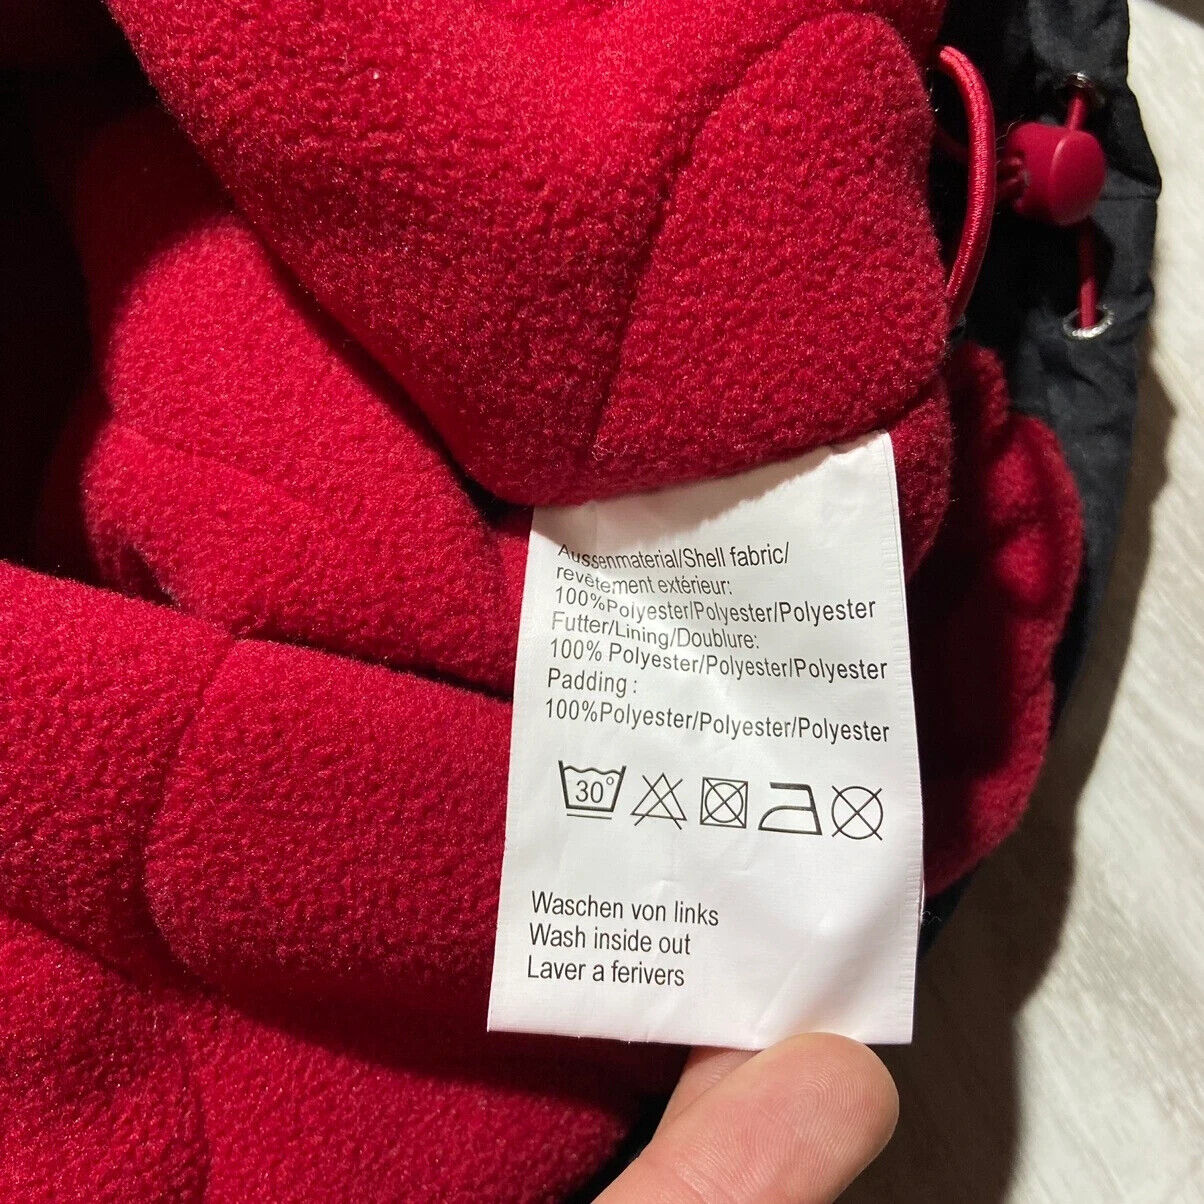 Aussenmaterial/Shell fabric/
revêtement extérieur:
100%Polyester/Polyester/Polyester
Futter/Lining/Doublure:
100% Polyester/Polyester/Polyester
Padding :
100%Polyester/Polyester/Polyester
30°
Waschen von links
Wash inside out
Laver a ferivers